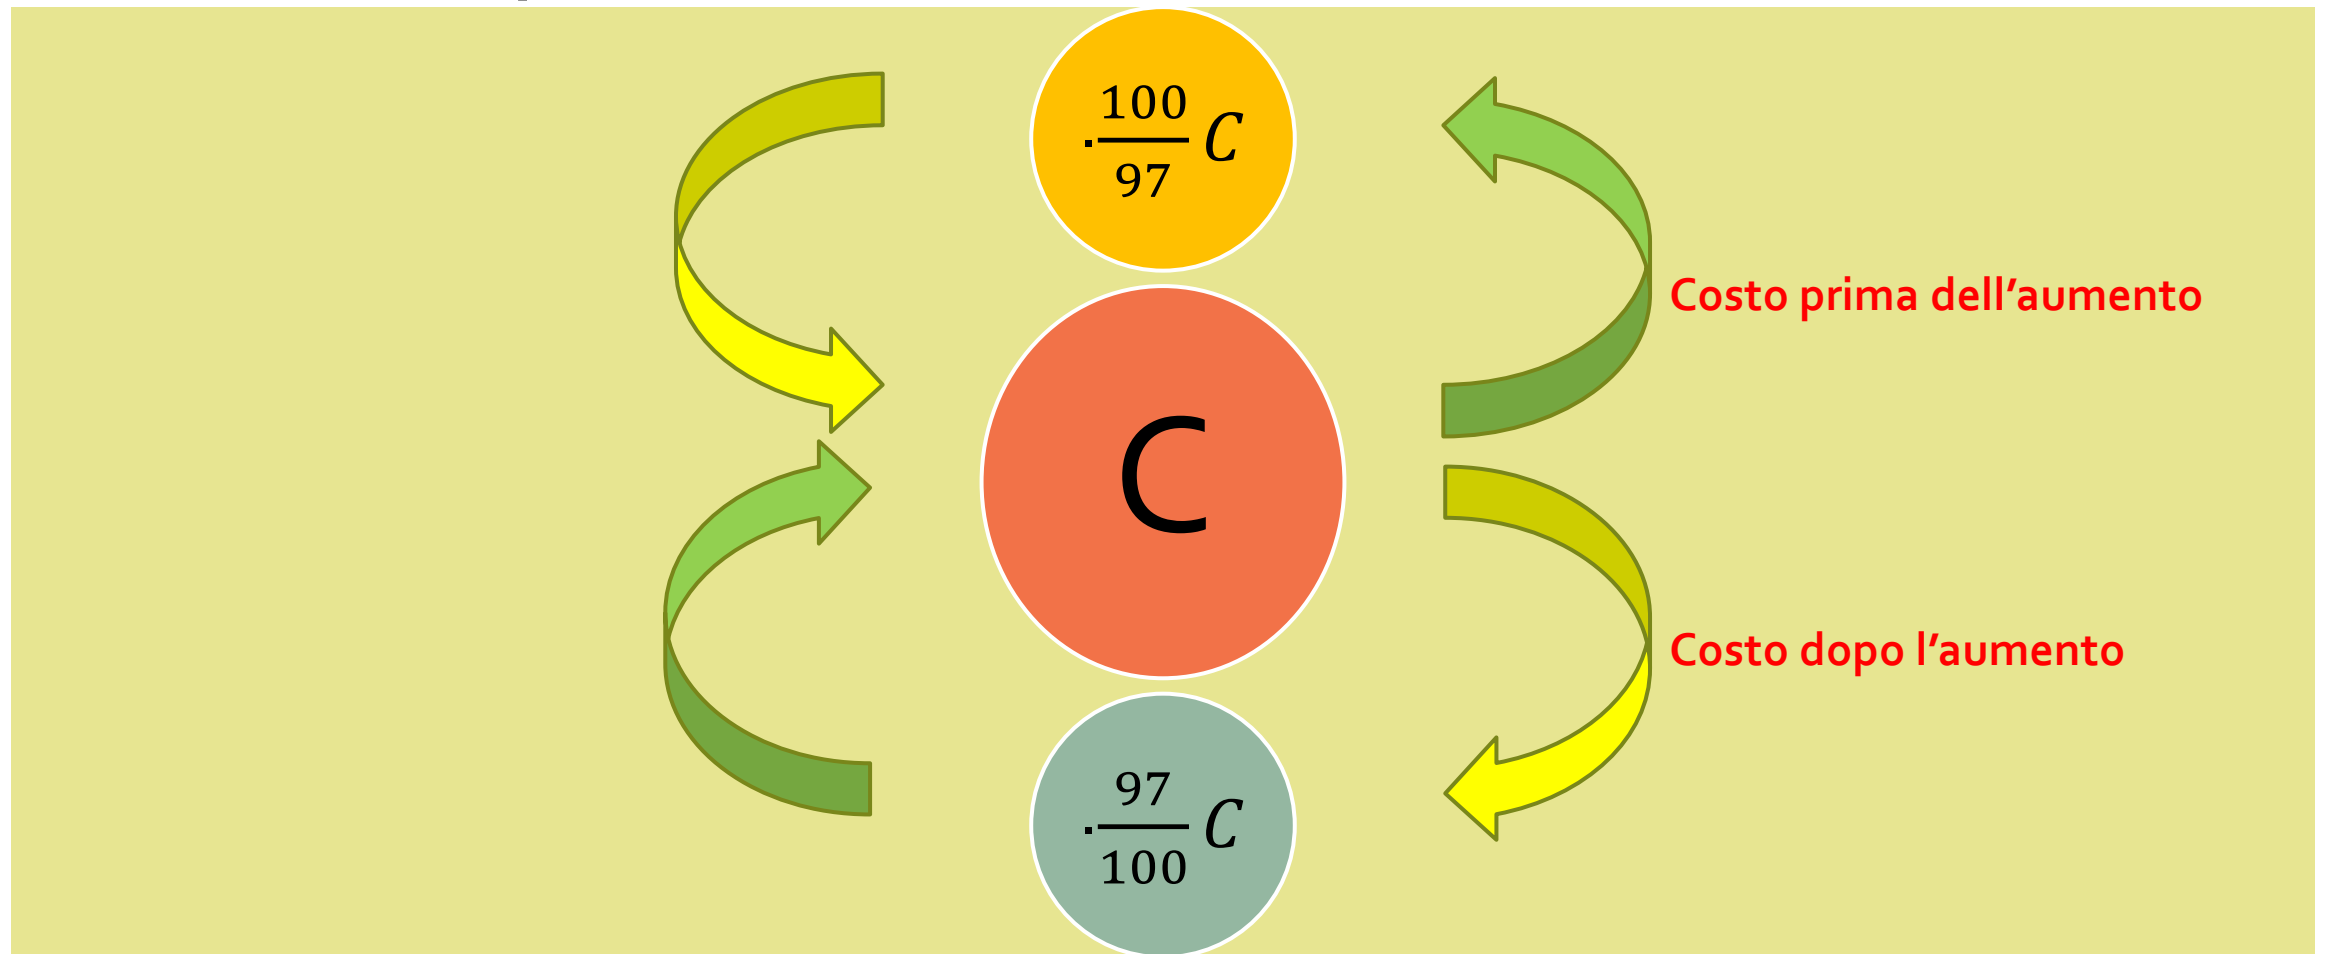 ·100/97 C
Costo prima dell’aumento
C
Costo dopo l’aumento
·97/100 C